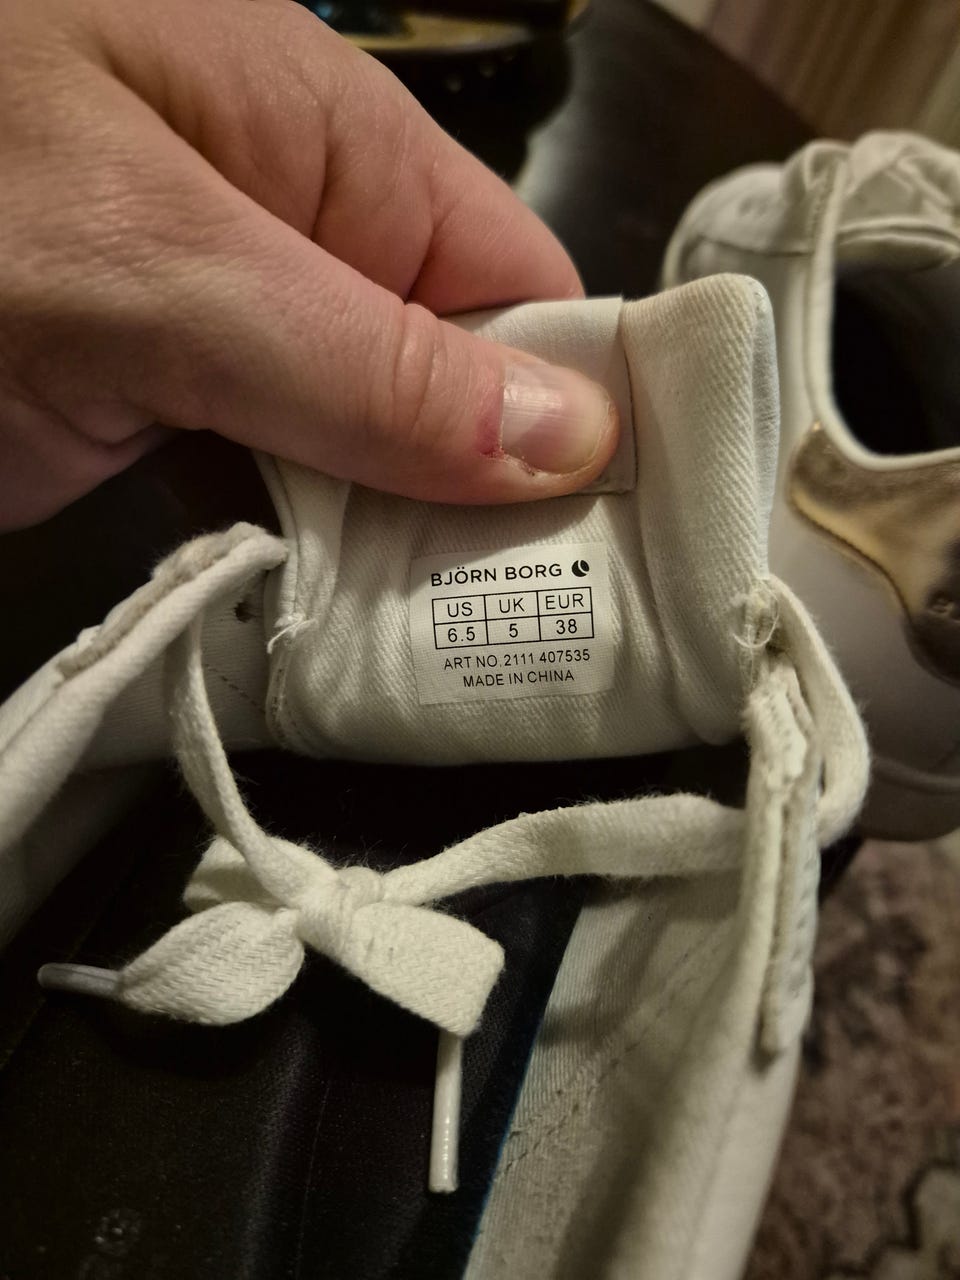 BJÖRN BORG
US UK EUR
6.5 5 38
ART NO.2111 407535
MADE IN CHINA